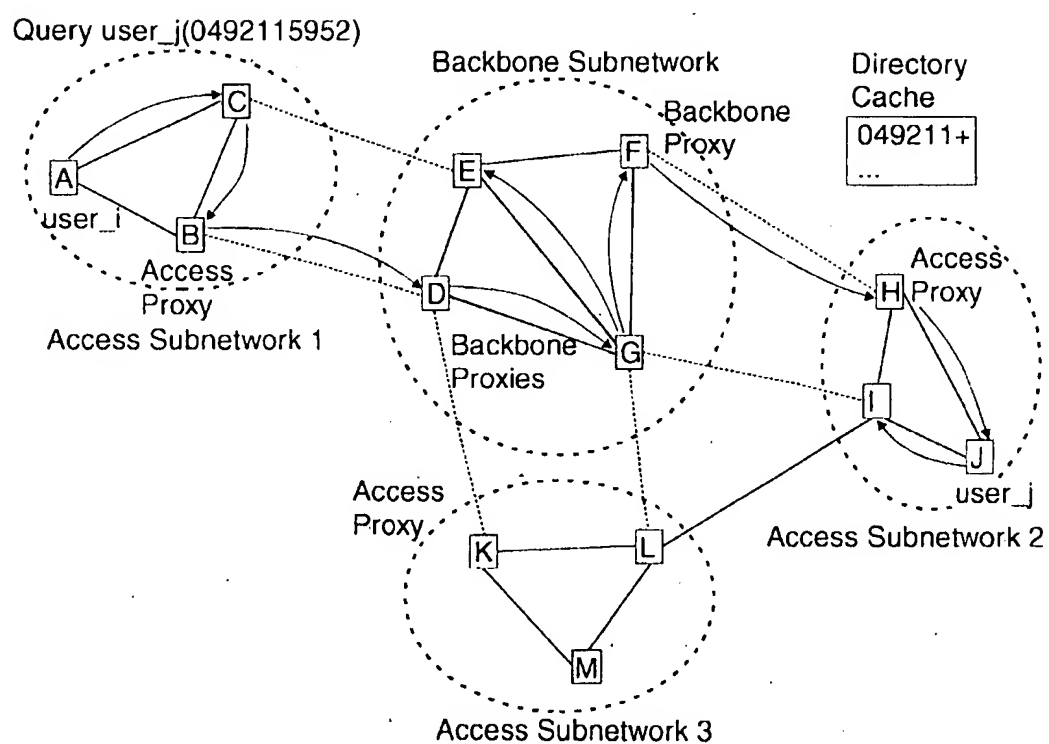 Query user_j(0492115952)
Backbone Subnetwork
Directory
Cache
049211+
...
Backbone
Proxy
C
F
E
A
user_i
B
Access
Proxy
Access Subnetwork 1
D
Backbone
Proxies
G
H
Access
Proxy
I
J
user_j
Access Subnetwork 2
Access
Proxy
K
L
M
Access Subnetwork 3